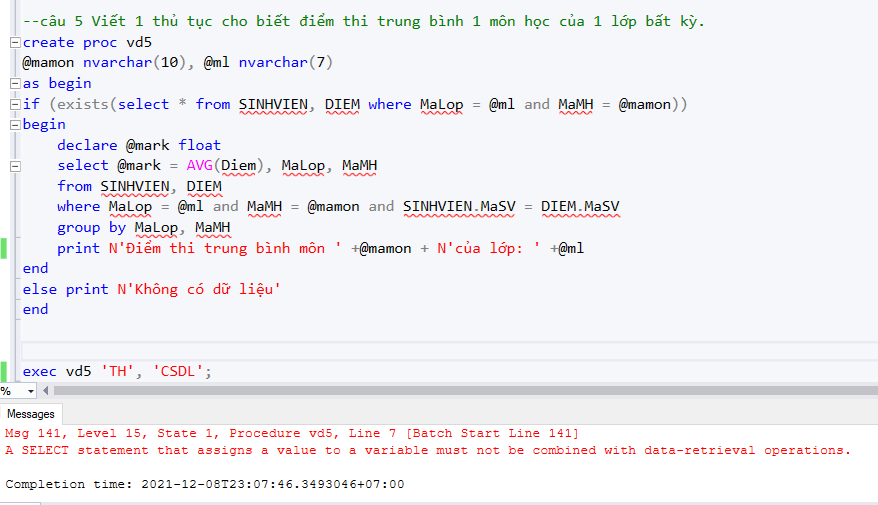 --câu 5 Viết 1 thủ tục cho biết điểm thi trung bình 1 môn học của 1 lớp bất kỳ.
create proc vd5
@mamon nvarchar(10), @ml nvarchar(7)
as begin
if (exists(select * from SINHVIEN, DIEM where MaLop = @ml and MaMH = @mamon))
begin
declare @mark float
select @mark = AVG(Diem), MaLop, MaMH
from SINHVIEN, DIEM
where MaLop = @ml and MaMH = @mamon and SINHVIEN.MaSV = DIEM.MaSV
group by MaLop, MaMH
print N'Điểm thi trung bình môn ' +@mamon + N'của lớp: ' +@ml
end
else print N'Không có dữ liệu'
end
exec vd5 'TH', 'CSDL';
%
Messages
Msg 141, Level 15, State 1, Procedure vd5, Line 7 [Batch Start Line 141]
A SELECT statement that assigns a value to a variable must not be combined with data-retrieval operations.
Completion time: 2021-12-08T23:07:46.3493046+07:00